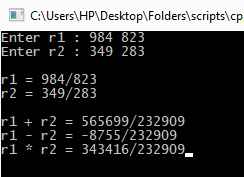 C:\Users\HP\Desktop\Folders\scripts\cp
Enter r1 : 984 823
Enter r2 : 349 283
r1 = 984/823
r2 = 349/283
r1 + r2 = 565699/232909
r1 - r2 = -8755/232909
r1 * r2 = 343416/232909